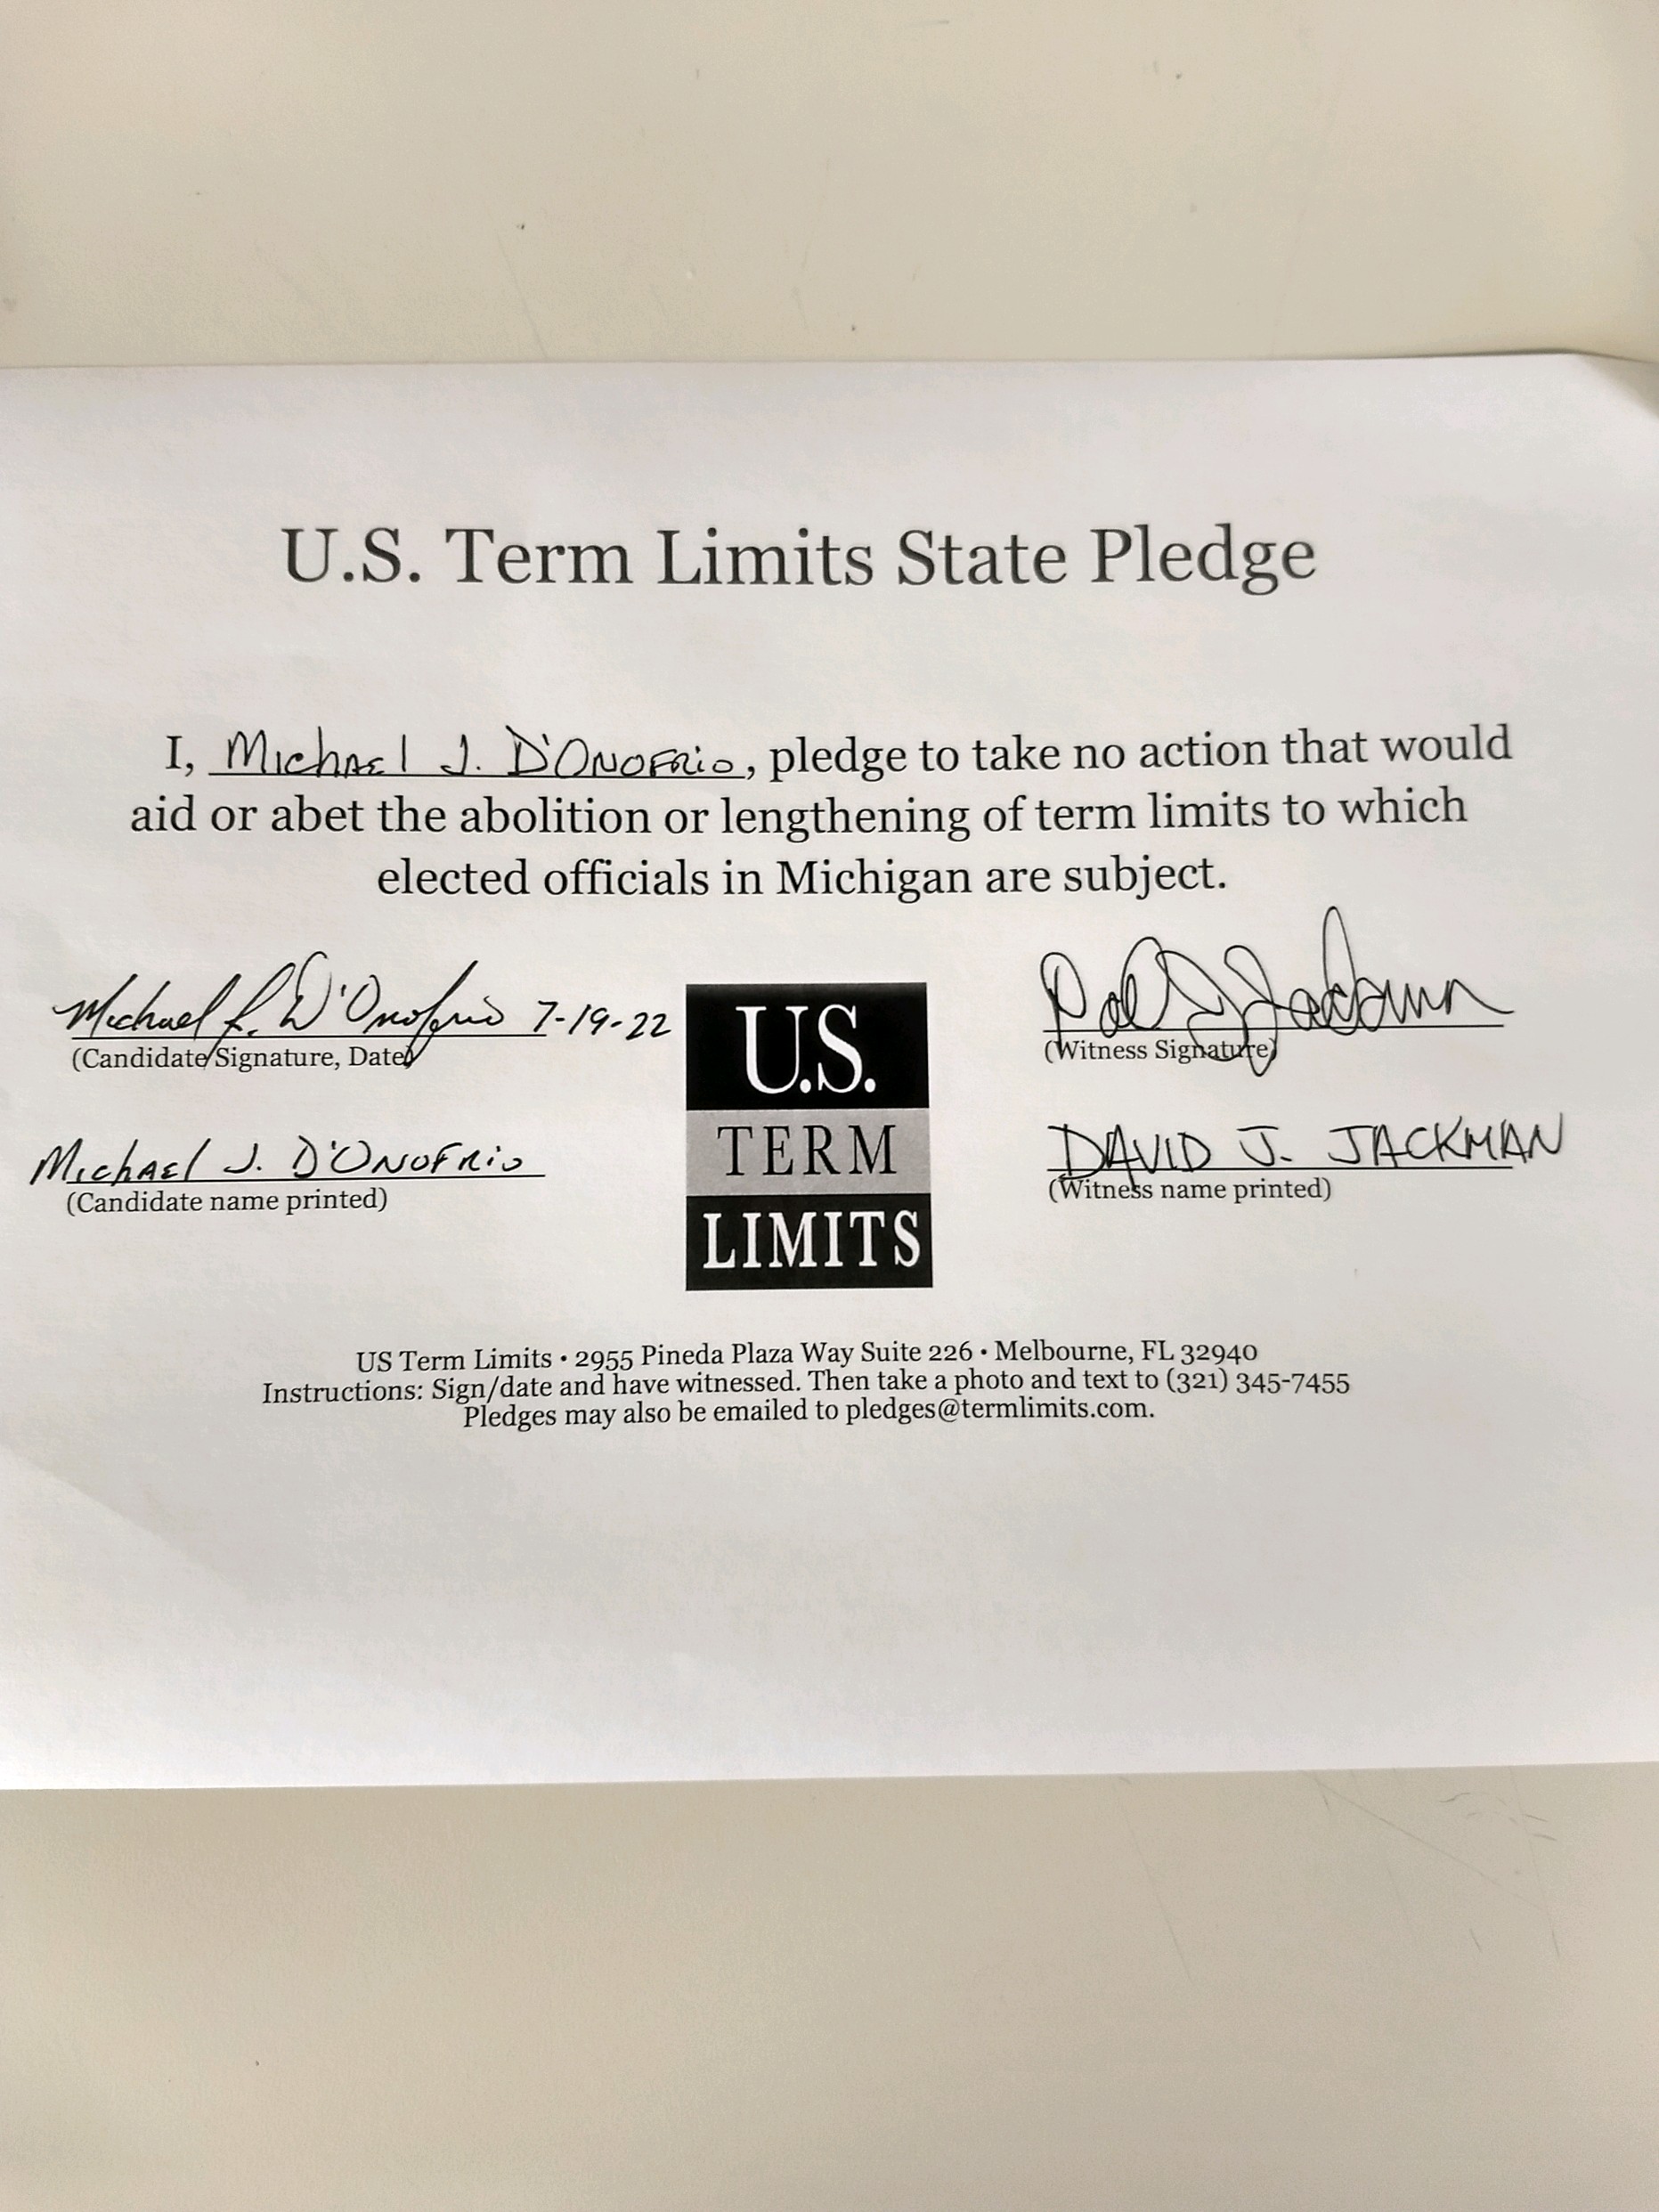 U.S. Term Limits State Pledge
I, Michael J. D'Onofrio, pledge to take no action that would
aid or abet the abolition or lengthening of term limits to which
elected officials in Michigan are subject.
Michael J. D'Onofrio 7-19-22
(Candidate Signature, Date)
Michael J. D'Onofrio
(Candidate name printed)
U.S.
TERM
LIMITS
(Witness Signature)
DAVID J. JACKMAN
(Witness name printed)
US Term Limits • 2955 Pineda Plaza Way Suite 226 • Melbourne, FL 32940
Instructions: Sign/date and have witnessed. Then take a photo and text to (321) 345-7455
Pledges may also be emailed to pledges@termlimits.com.